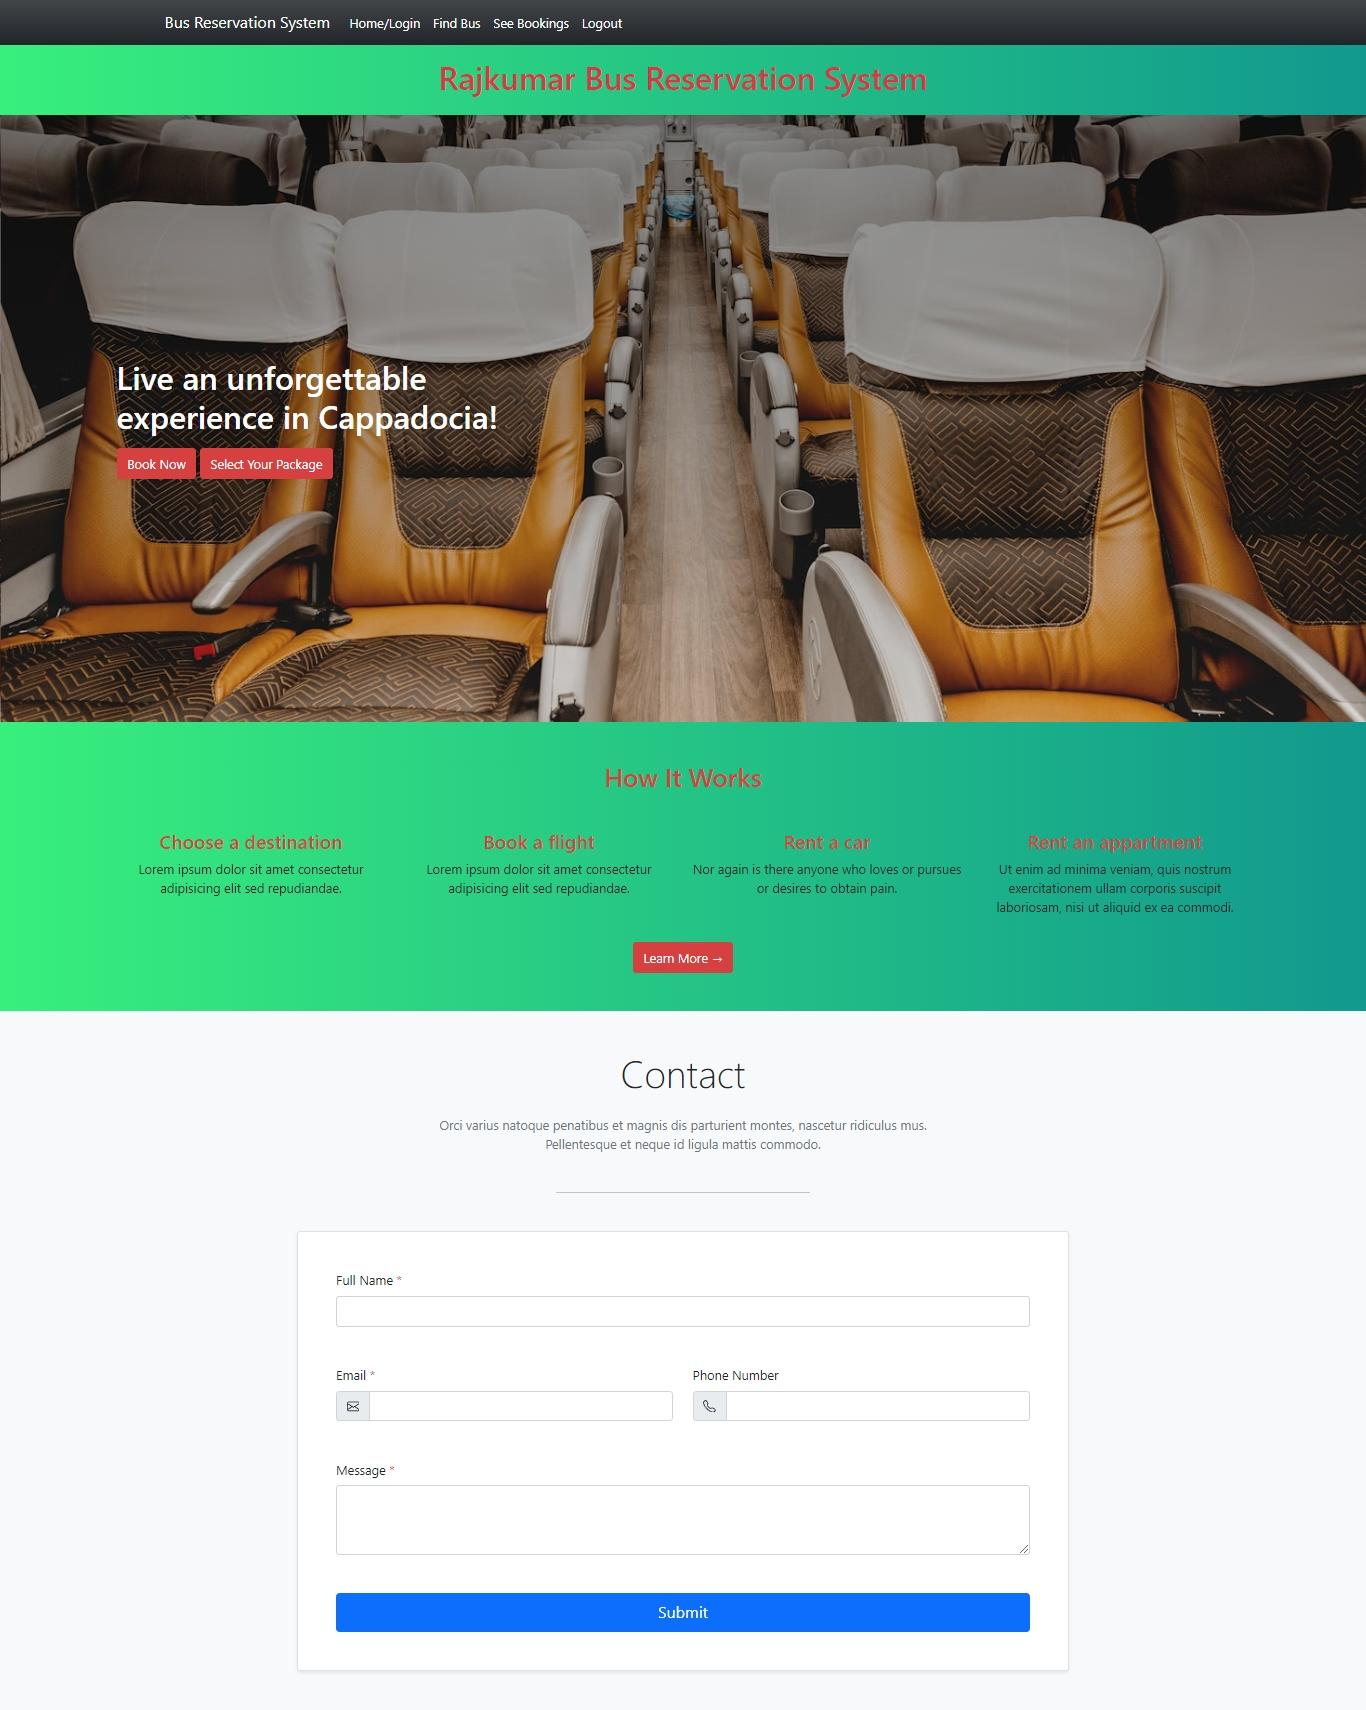 Bus Reservation System Home/Login Find Bus See Bookings Logout
Rajkumar Bus Reservation System
Live an unforgettable
experience in Cappadocia!
Book Now Select Your Package
How It Works
Choose a destination
Lorem ipsum dolor sit amet consectetur
adipisicing elit sed repudiandae.
Book a flight
Lorem ipsum dolor sit amet consectetur
adipisicing elit sed repudiandae.
Rent a car
Nor again is there anyone who loves or pursues
or desires to obtain pain.
Rent an appartment
Ut enim ad minima veniam, quis nostrum
exercitationem ullam corporis suscipit
laboriosam, nisi ut aliquid ex ea commodi.
Learn More →
Contact
Orci varius natoque penatibus et magnis dis parturient montes, nascetur ridiculus mus.
Pellentesque et neque id ligula mattis commodo.
Full Name *
Email *
Phone Number
Message *
Submit